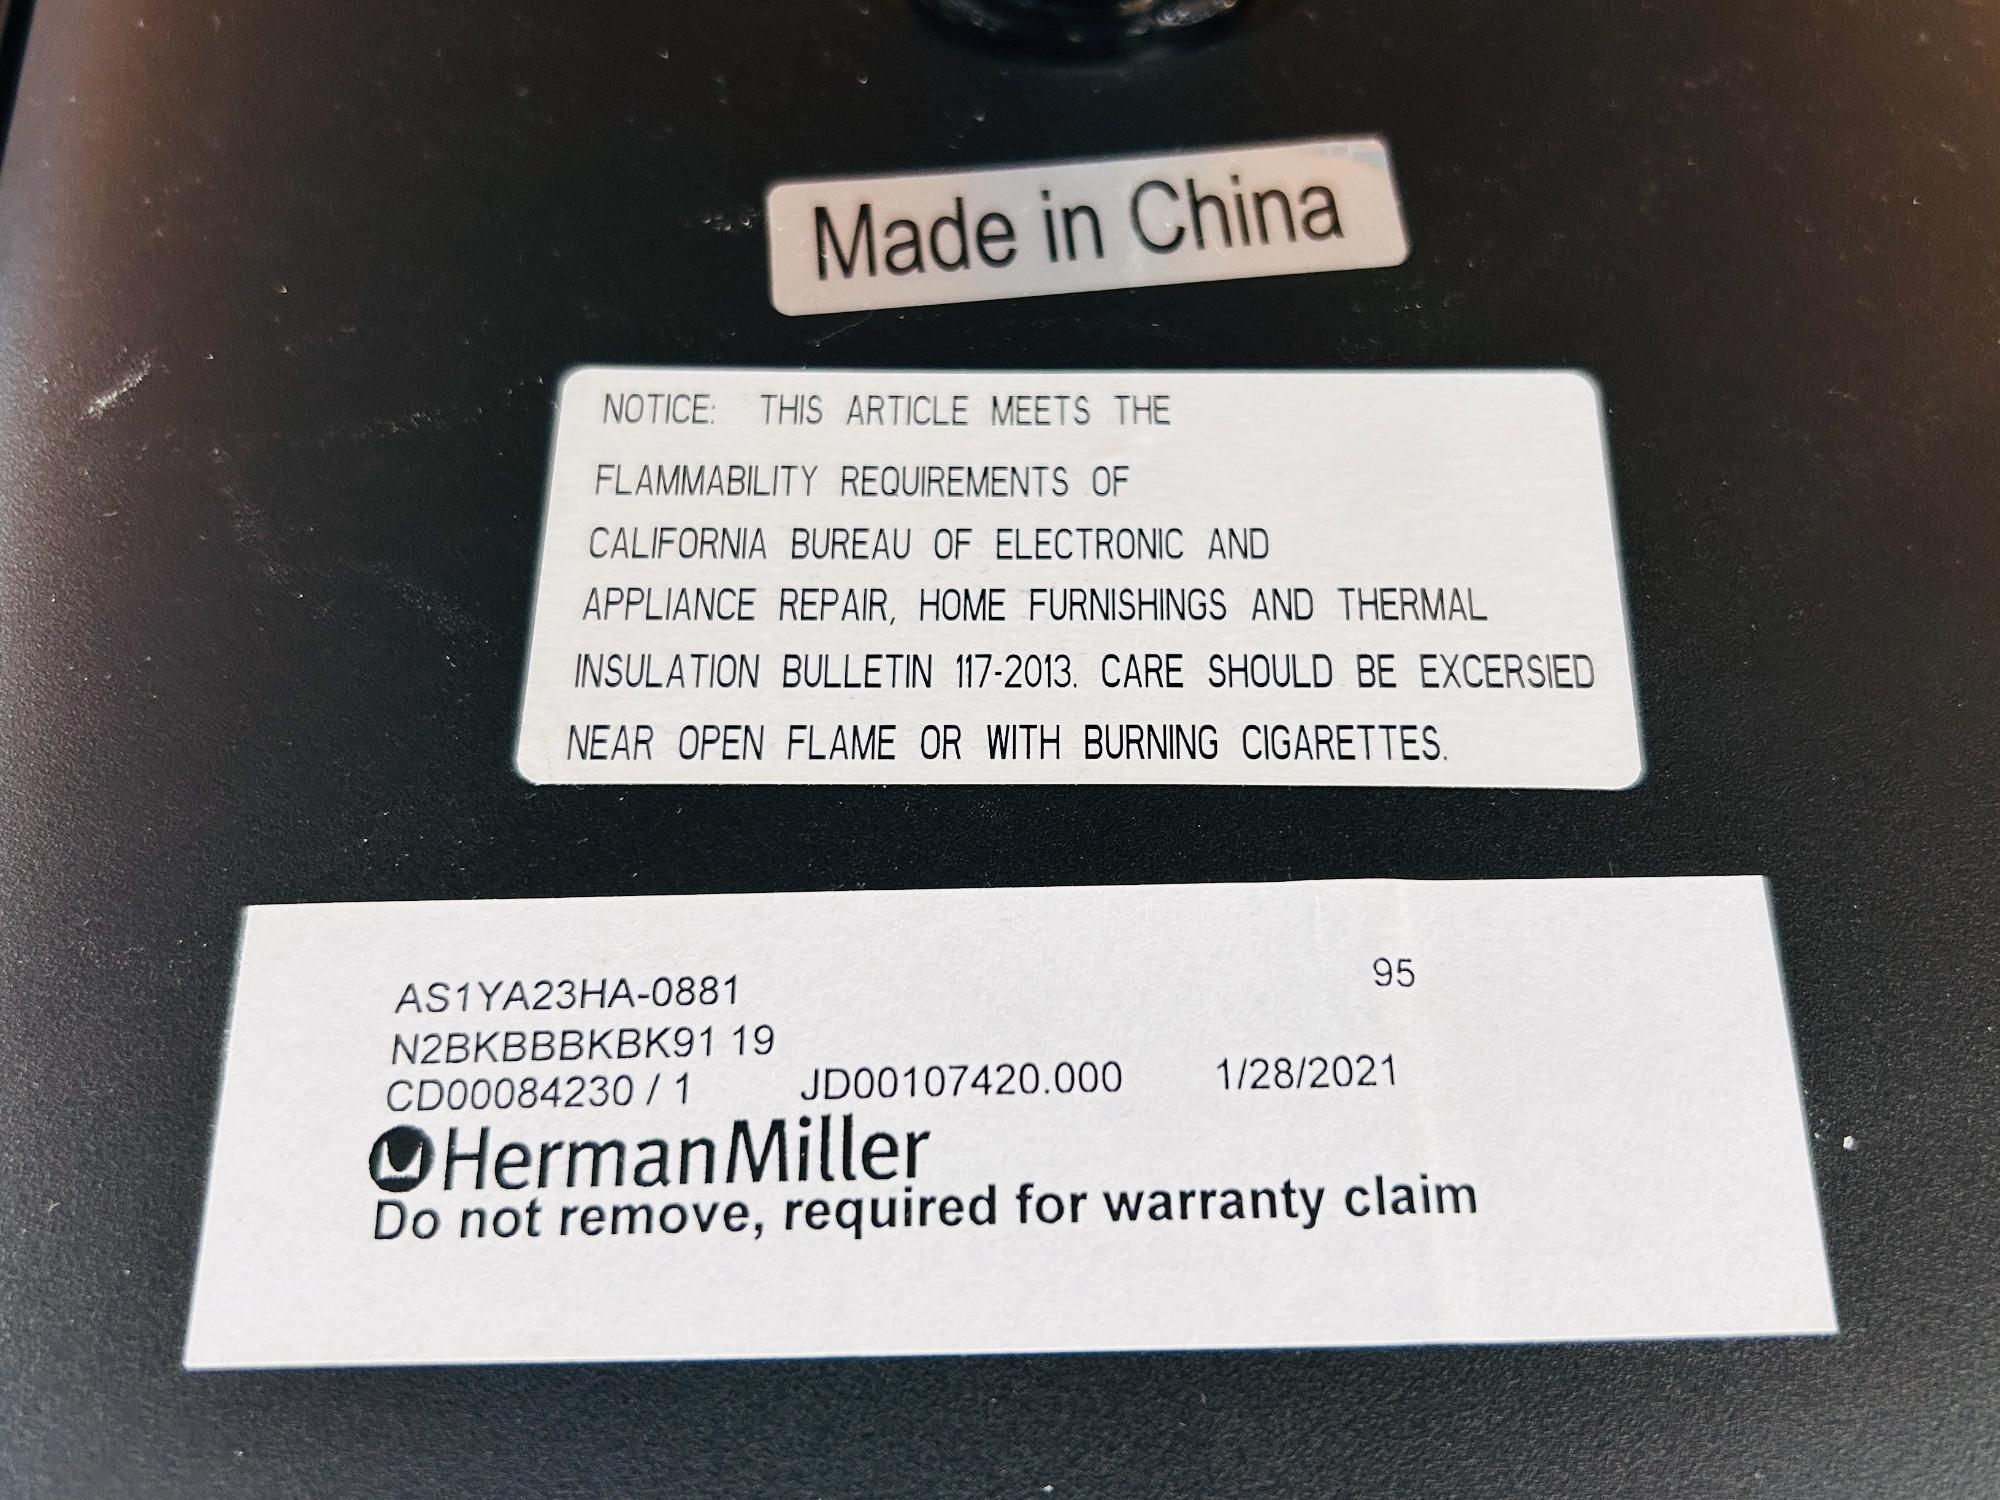 Made in China
NOTICE: THIS ARTICLE MEETS THE
FLAMMABILITY REQUIREMENTS OF
CALIFORNIA BUREAU OF ELECTRONIC AND
APPLIANCE REPAIR, HOME FURNISHINGS AND THERMAL
INSULATION BULLETIN 117-2013. CARE SHOULD BE EXCERSIED
NEAR OPEN FLAME OR WITH BURNING CIGARETTES.
AS1YA23HA-0881 95
N2BKBBBKBK91 19
CD00084230 / 1 JD00107420.000 1/28/2021
HermanMiller
Do not remove, required for warranty claim